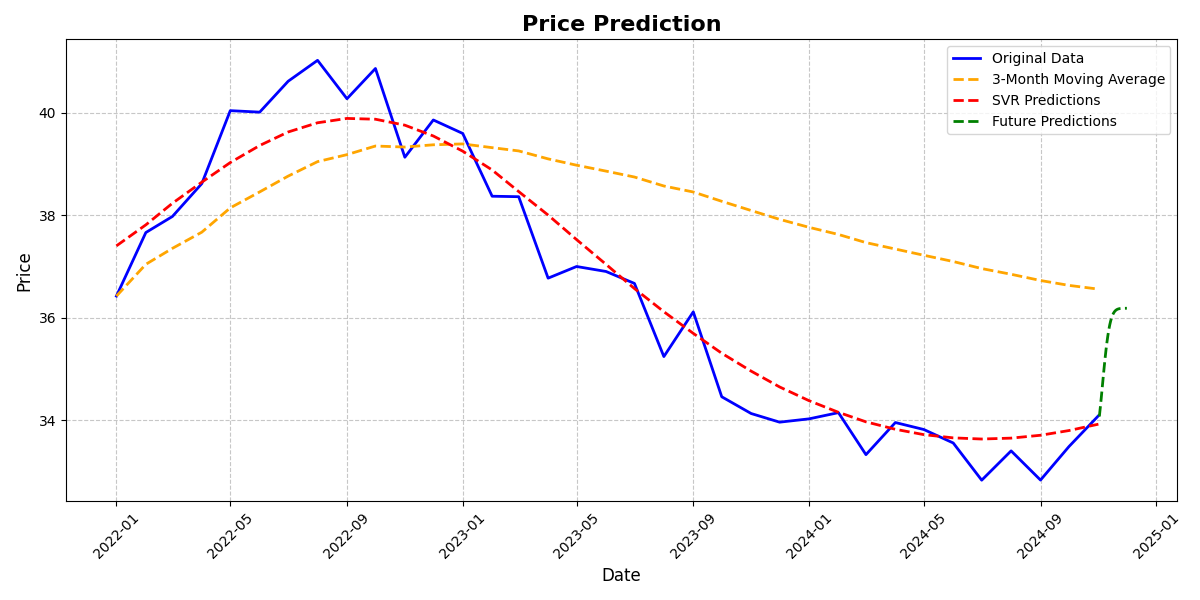 Price Prediction
Original Data
3-Month Moving Average
SVR Predictions
Future Predictions
Price
40
38
36
34
2022-01
2022-05
2022-09
2023-01
2023-05
2023-09
2024-01
2024-05
2024-09
2025-01
Date